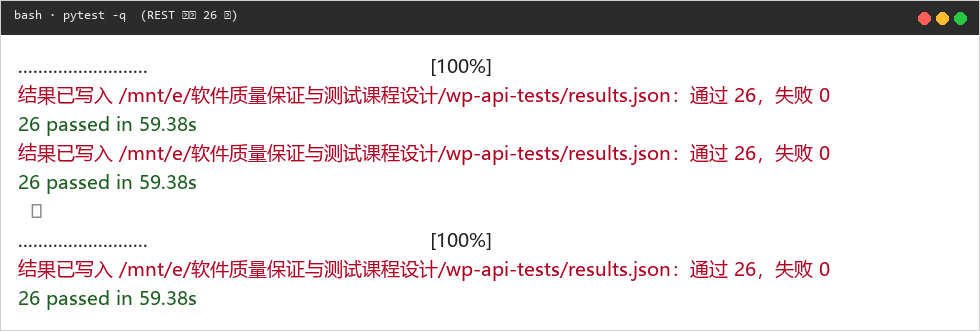 bash · pytest -q (REST 26 )
.......................... [100%]
结果已写入 /mnt/e/软件质量保证与测试课程设计/wp-api-tests/results.json：通过 26，失败 0
26 passed in 59.38s
结果已写入 /mnt/e/软件质量保证与测试课程设计/wp-api-tests/results.json：通过 26，失败 0
26 passed in 59.38s
.......................... [100%]
结果已写入 /mnt/e/软件质量保证与测试课程设计/wp-api-tests/results.json：通过 26，失败 0
26 passed in 59.38s